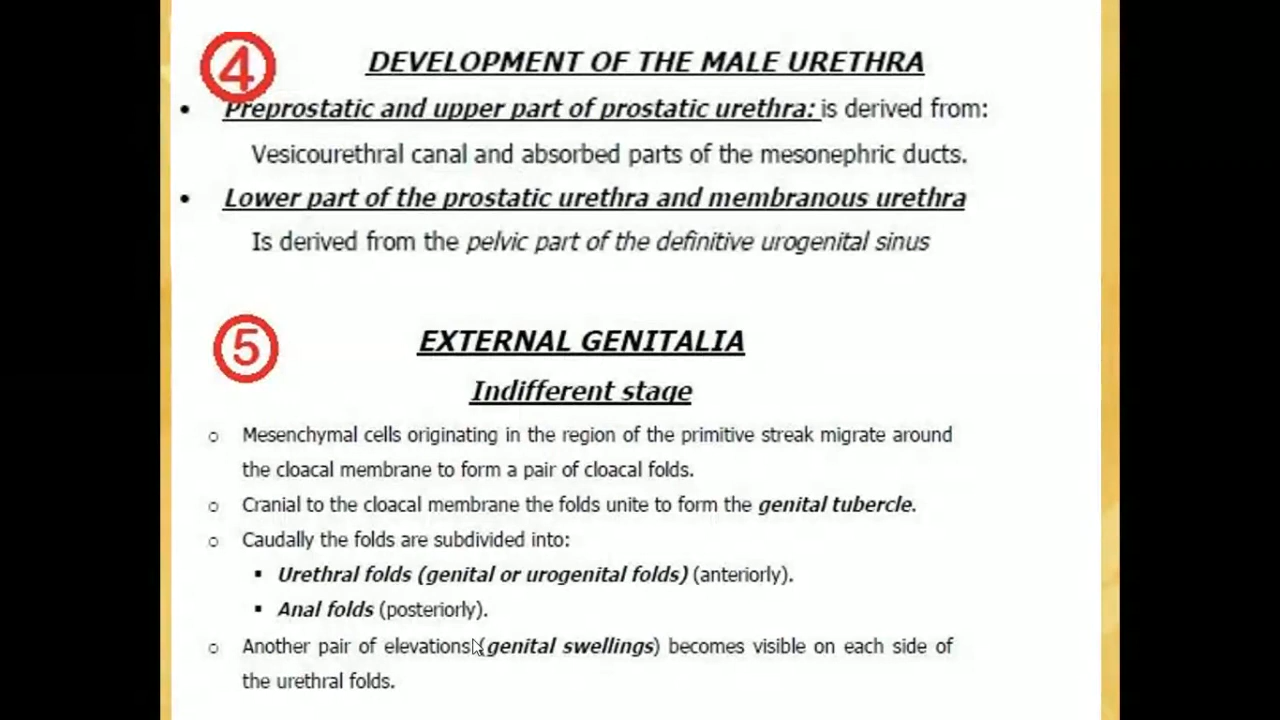 4 DEVELOPMENT OF THE MALE URETHRA
• Preprostatic and upper part of prostatic urethra: is derived from:
Vesicourethral canal and absorbed parts of the mesonephric ducts.
• Lower part of the prostatic urethra and membranous urethra
Is derived from the pelvic part of the definitive urogenital sinus
5 EXTERNAL GENITALIA
Indifferent stage
o Mesenchymal cells originating in the region of the primitive streak migrate around
the cloacal membrane to form a pair of cloacal folds.
o Cranial to the cloacal membrane the folds unite to form the genital tubercle.
o Caudally the folds are subdivided into:
▪ Urethral folds (genital or urogenital folds) (anteriorly).
▪ Anal folds (posteriorly).
o Another pair of elevations (genital swellings) becomes visible on each side of
the urethral folds.